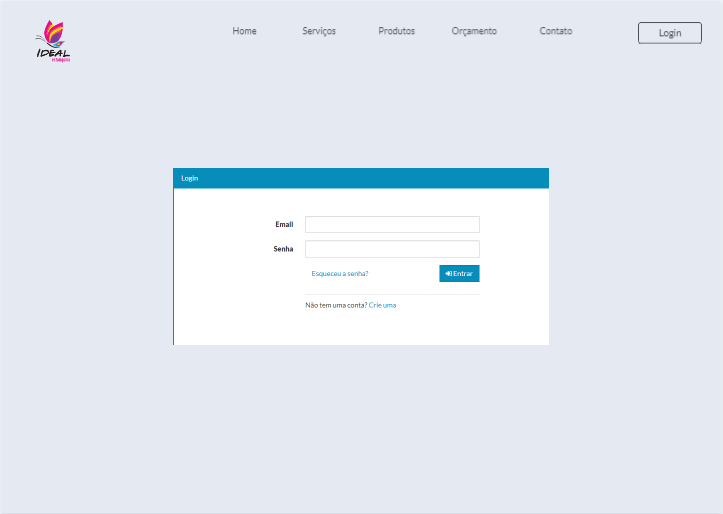 IDEAL
Home Serviços Produtos Orçamento Contato Login
Login
Email
Senha
Esqueceu a senha? Entrar
Não tem uma conta? Crie uma